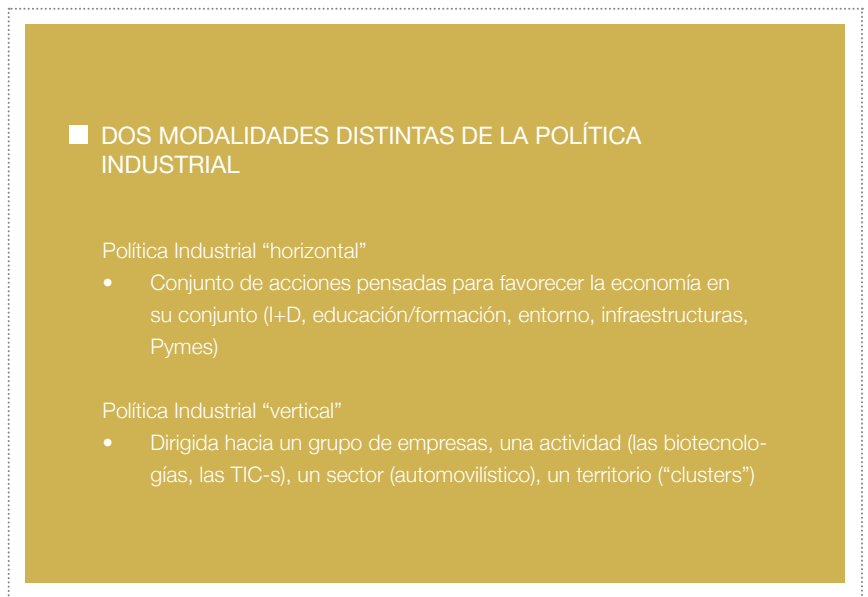 DOS MODALIDADES DISTINTAS DE LA POLÍTICA
INDUSTRIAL
Política Industrial “horizontal”
• Conjunto de acciones pensadas para favorecer la economía en
su conjunto (I+D, educación/formación, entorno, infraestructuras,
Pymes)
Política Industrial “vertical”
• Dirigida hacia un grupo de empresas, una actividad (las biotecnolo-
gías, las TIC-s), un sector (automovilístico), un territorio (“clusters”)